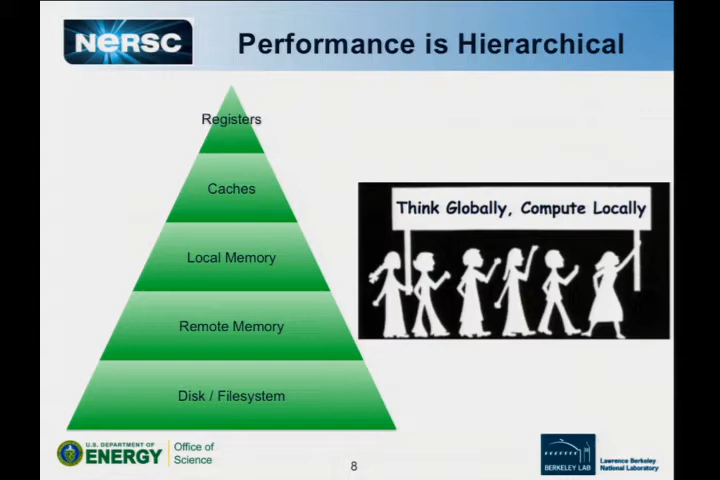 NERSC
Performance is Hierarchical
Registers
Caches
Local Memory
Remote Memory
Disk / Filesystem
Think Globally, Compute Locally
U.S. DEPARTMENT OF
ENERGY
Office of
Science
8
BERKELEY LAB
Lawrence Berkeley
National Laboratory